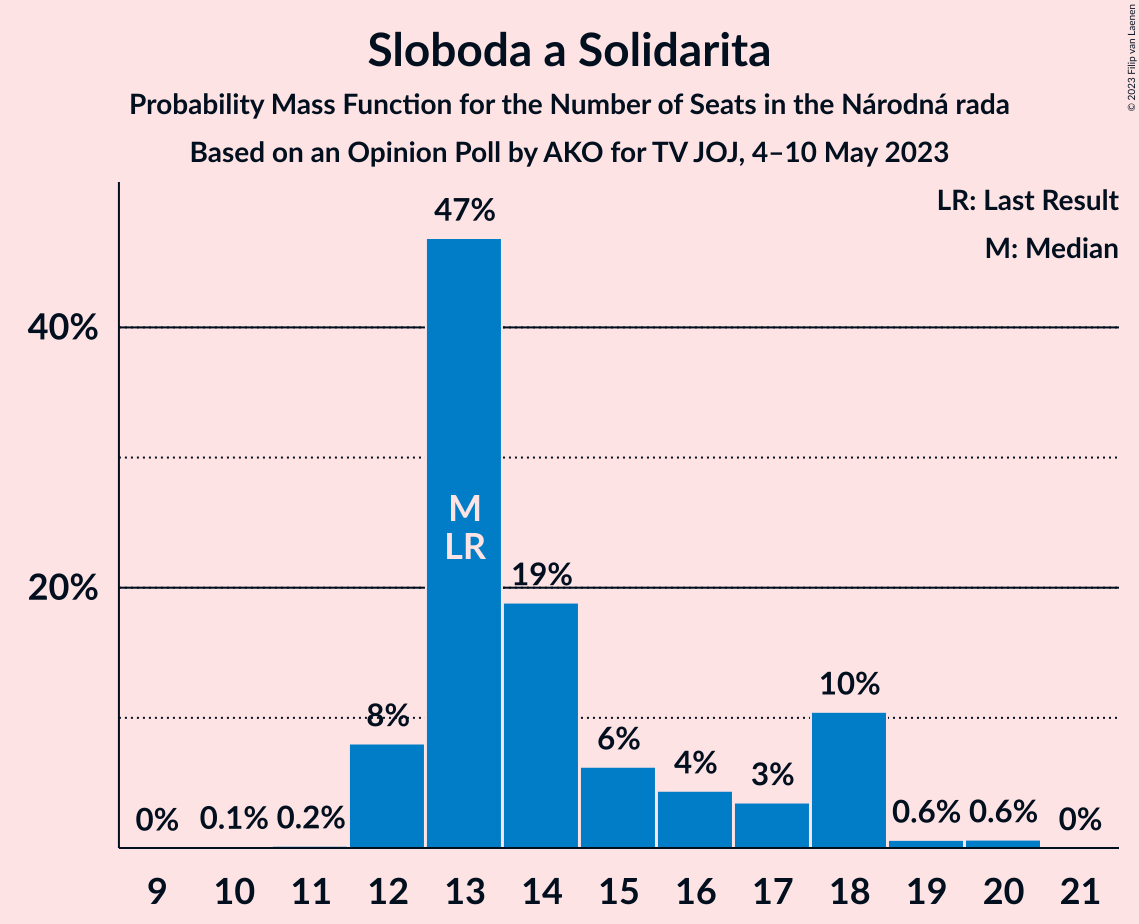 Sloboda a Solidarita
Probability Mass Function for the Number of Seats in the Národná rada
Based on an Opinion Poll by AKO for TV JOJ, 4–10 May 2023
© 2023 Filip van Laenen
LR: Last Result
M: Median
47%
40%
M
LR
19%
20%
10%
8%
6%
4%
3%
0% 0.1% 0.2% 0.6% 0.6% 0%
9 10 11 12 13 14 15 16 17 18 19 20 21